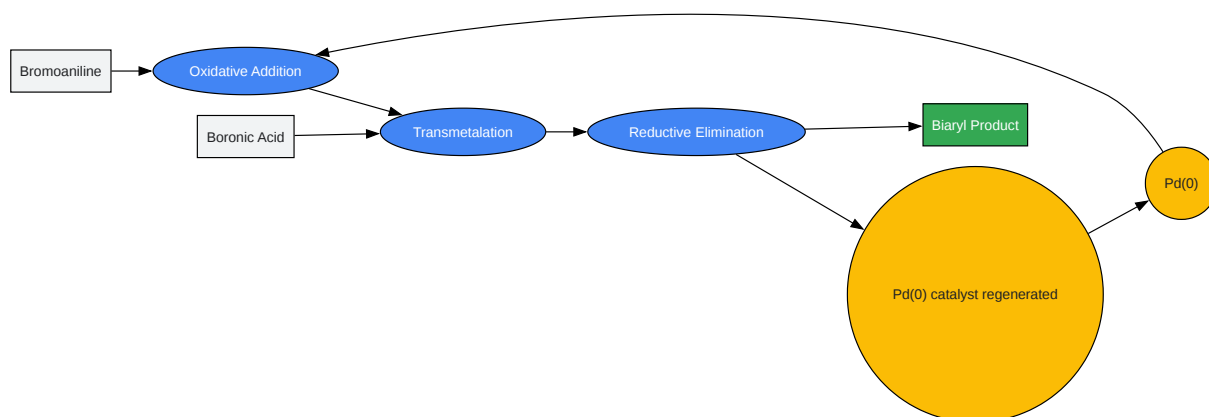 Bromoaniline
Oxidative Addition
Boronic Acid
Transmetalation
Reductive Elimination
Biaryl Product
Pd(0) catalyst regenerated
Pd(0)